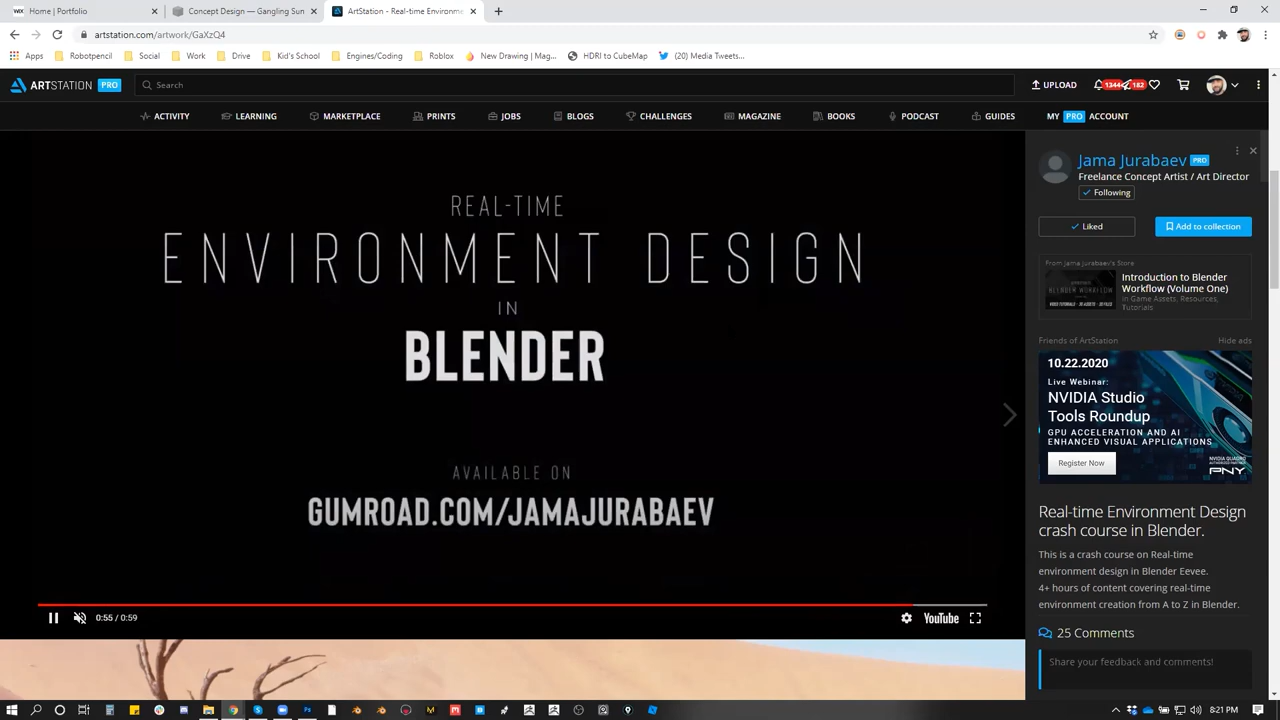 Home | Portfolio
Concept Design — Gangling Sun
ArtStation - Real-time Environme
artstation.com/artwork/GaXzQ4
Apps
Robotpencil
Social
Work
Drive
Kid's School
Engines/Coding
Roblox
New Drawing | Mag...
HDRI to CubeMap
(20) Media Tweets...
ARTSTATION PRO
Search
UPLOAD
1344
182
ACTIVITY
LEARNING
MARKETPLACE
PRINTS
JOBS
BLOGS
CHALLENGES
MAGAZINE
BOOKS
PODCAST
GUIDES
MY PRO ACCOUNT
REAL-TIME
ENVIRONMENT DESIGN
IN
BLENDER
AVAILABLE ON
GUMROAD.COM/JAMAJURABAEV
0:55 / 0:59
YouTube
Jama Jurabaev PRO
Freelance Concept Artist / Art Director
Following
Liked
Add to collection
From Jama Jurabaev's Store
Introduction to Blender
Workflow (Volume One)
in Game Assets, Resources,
Tutorials
Friends of ArtStation
Hide ads
10.22.2020
Live Webinar:
NVIDIA Studio
Tools Roundup
GPU ACCELERATION AND AI
ENHANCED VISUAL APPLICATIONS
Register Now
PNY
Real-time Environment Design
crash course in Blender.
This is a crash course on Real-time
environment design in Blender Eevee.
4+ hours of content covering real-time
environment creation from A to Z in Blender.
25 Comments
Share your feedback and comments!
8:21 PM